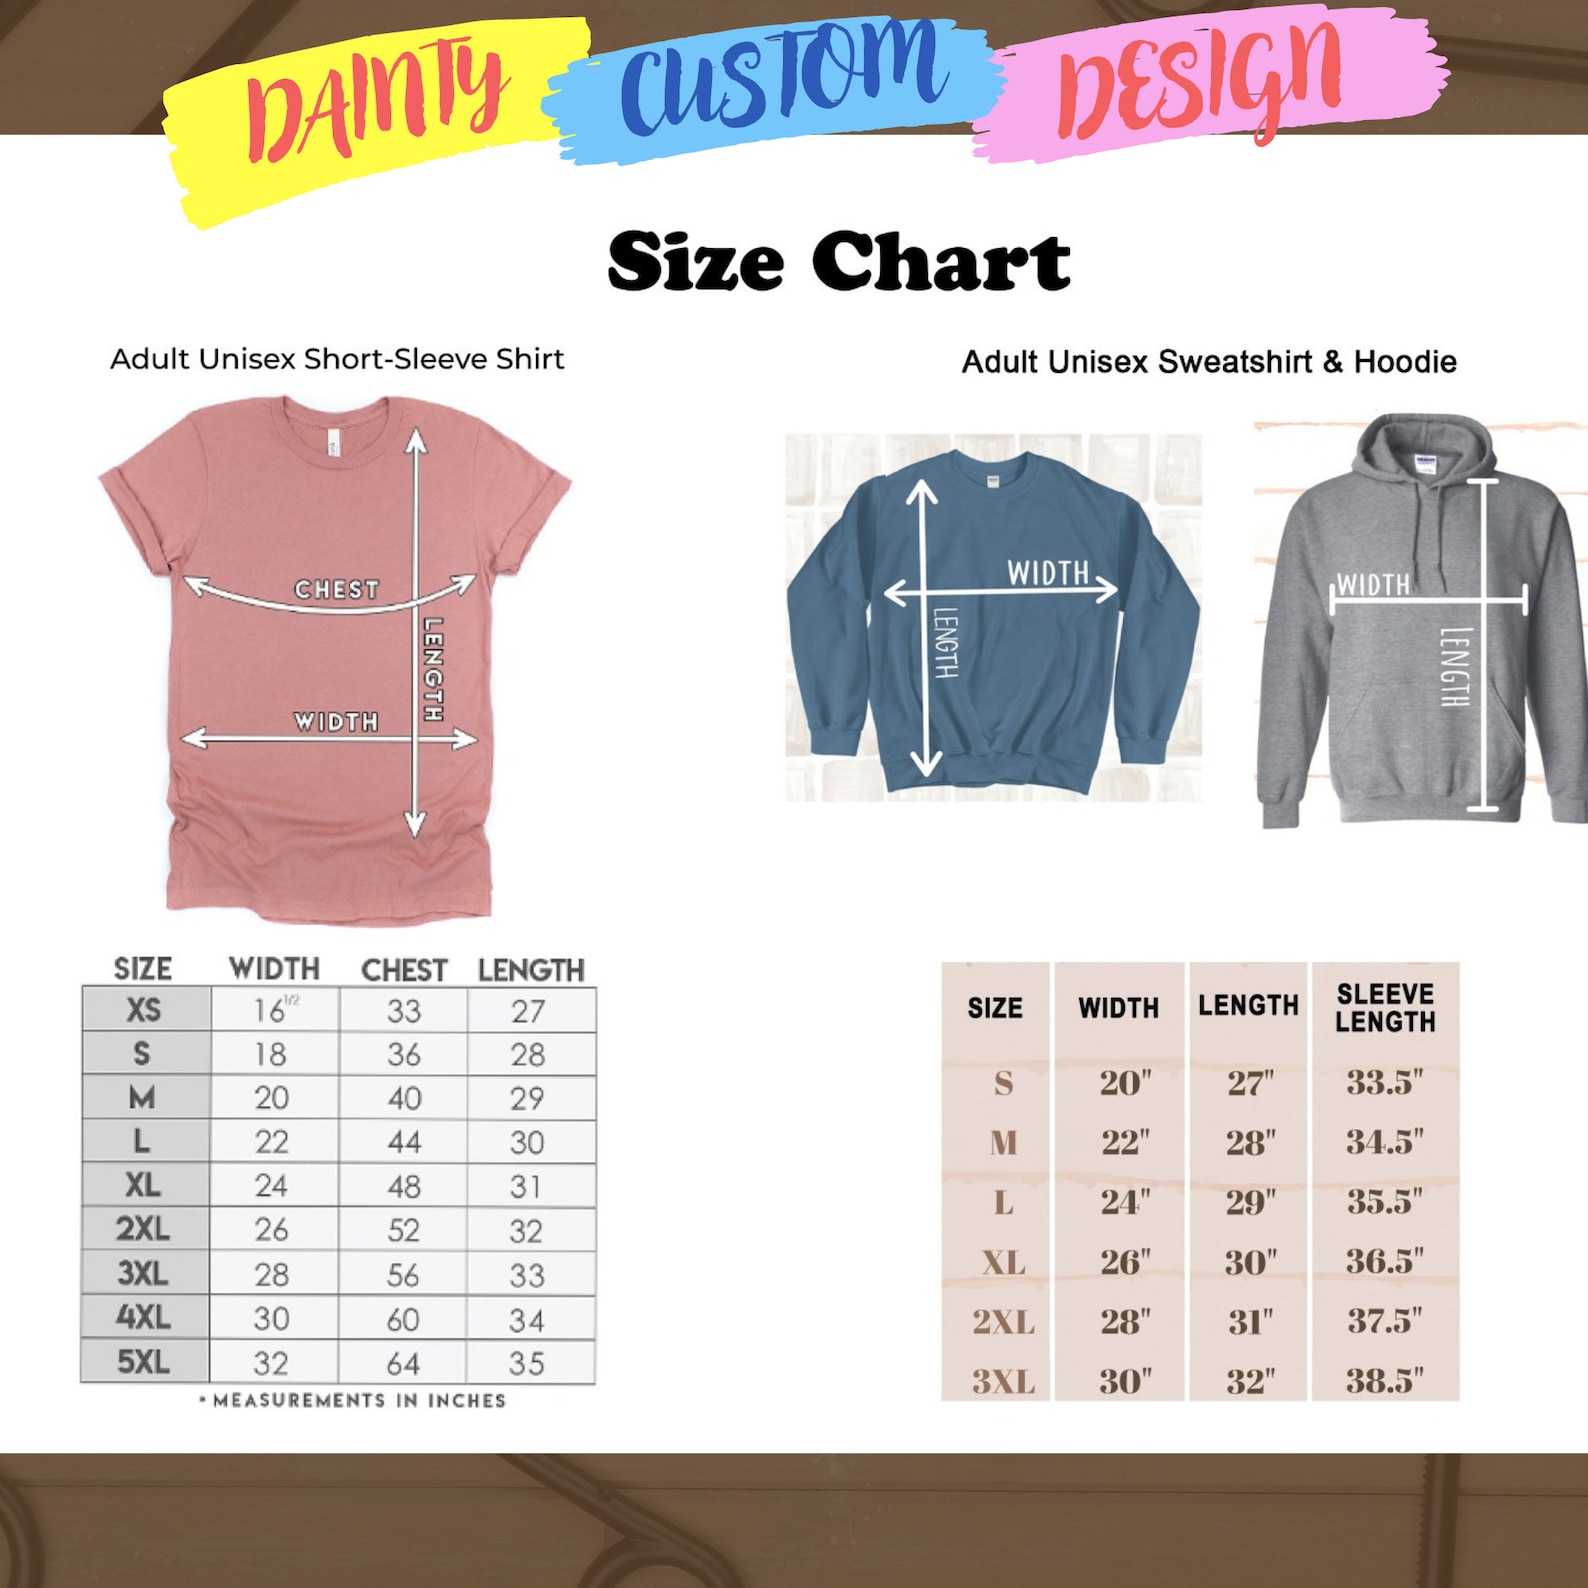 DAINTY CUSTOM DESIGN
Size Chart
Adult Unisex Short-Sleeve Shirt
CHEST
LENGTH
WIDTH
SIZE WIDTH CHEST LENGTH
XS 16 1/2 33 27
S 18 36 28
M 20 40 29
L 22 44 30
XL 24 48 31
2XL 26 52 32
3XL 28 56 33
4XL 30 60 34
5XL 32 64 35
* MEASUREMENTS IN INCHES
Adult Unisex Sweatshirt & Hoodie
WIDTH
LENGTH
WIDTH
LENGTH
SIZE WIDTH LENGTH SLEEVE LENGTH
S 20" 27" 33.5"
M 22" 28" 34.5"
L 24" 29" 35.5"
XL 26" 30" 36.5"
2XL 28" 31" 37.5"
3XL 30" 32" 38.5"